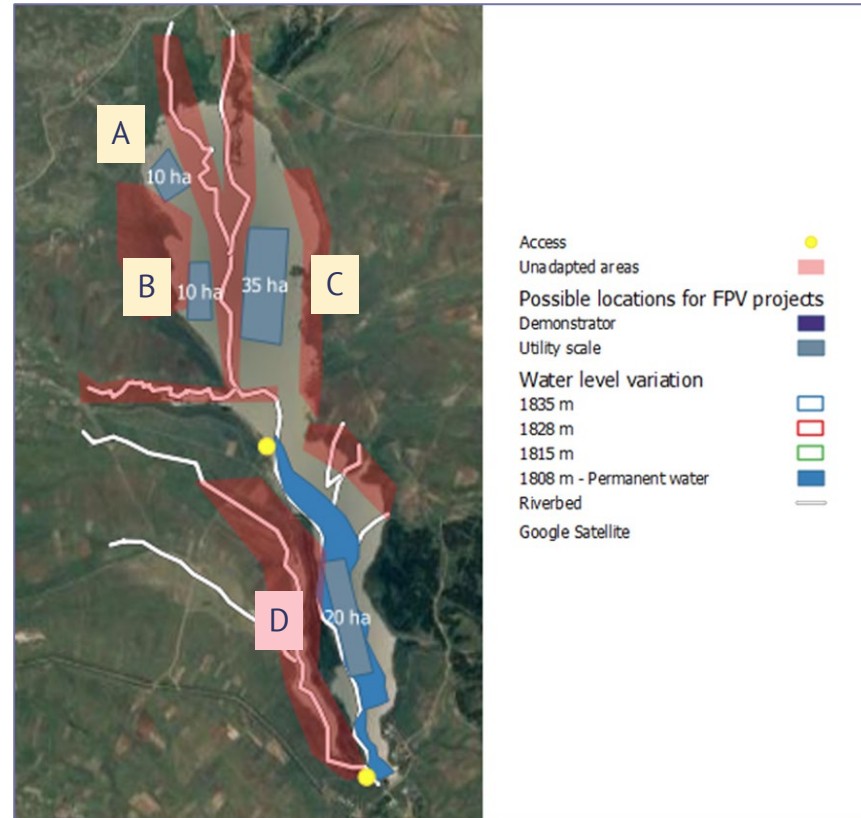 A
10 ha
B
10 ha
35 ha
C
D
20 ha
Access
Unadapted areas
Possible locations for FPV projects
Demonstrator
Utility scale
Water level variation
1835 m
1828 m
1815 m
1808 m - Permanent water
Riverbed
Google Satellite